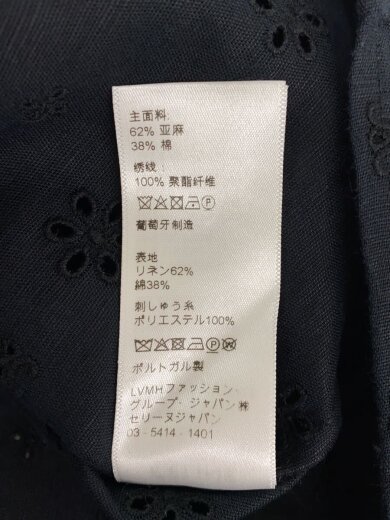 主面料:
62% 亚麻
38% 棉
绣线:
100% 聚酯纤维
葡萄牙制造
表地
リネン62%
綿38%
刺しゅう糸
ポリエステル100%
ポルトガル製
LVMHファッション・
グループ・ジャパン㈱
セリーヌジャパン
03-5414-1401